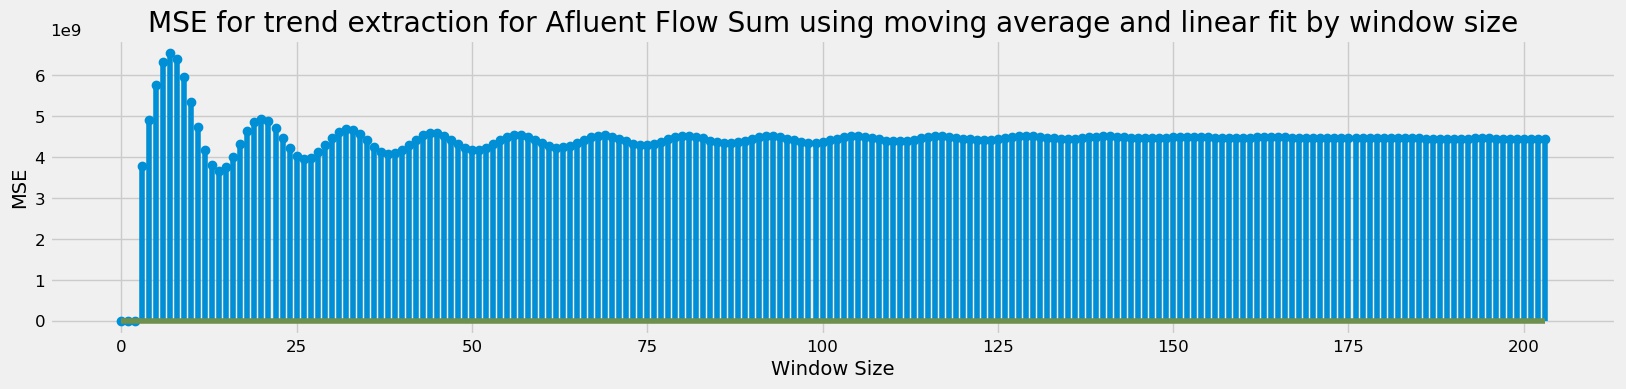 MSE for trend extraction for Afluent Flow Sum using moving average and linear fit by window size
1e9
6
5
4
3
2
1
0
MSE
0 25 50 75 100 125 150 175 200
Window Size